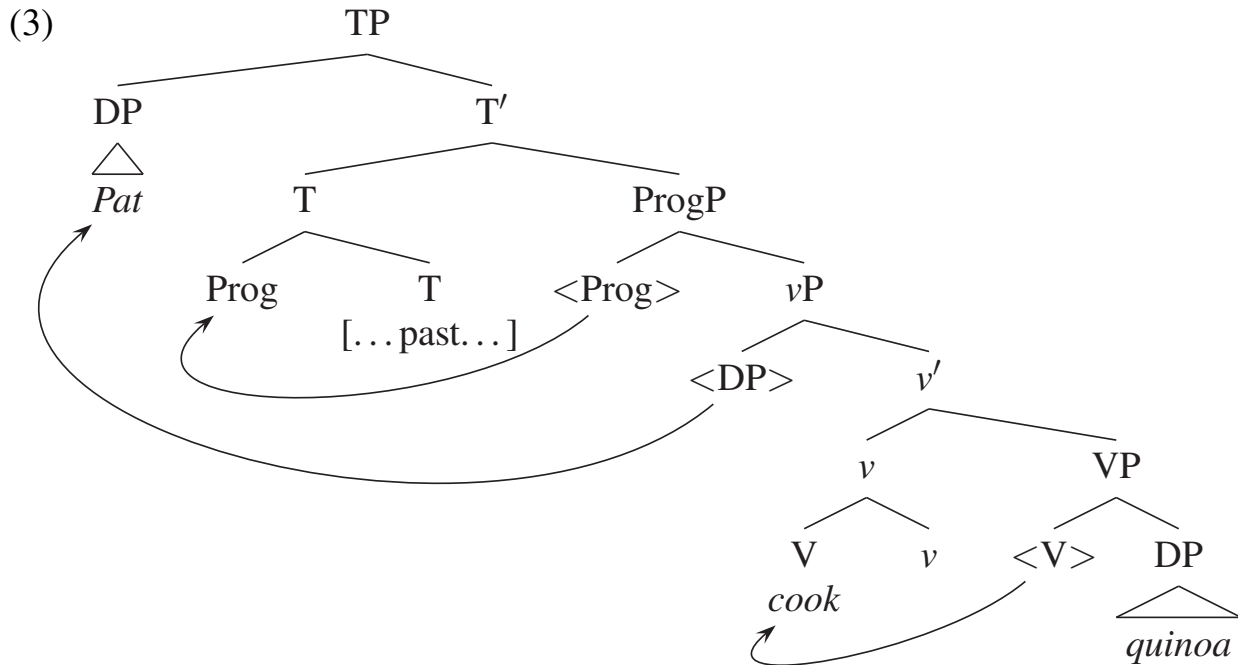 (3) TP
DP T′
Pat T ProgP
Prog T <Prog> vP
[…past…]
<DP> v′
v VP
V v <V> DP
cook
quinoa